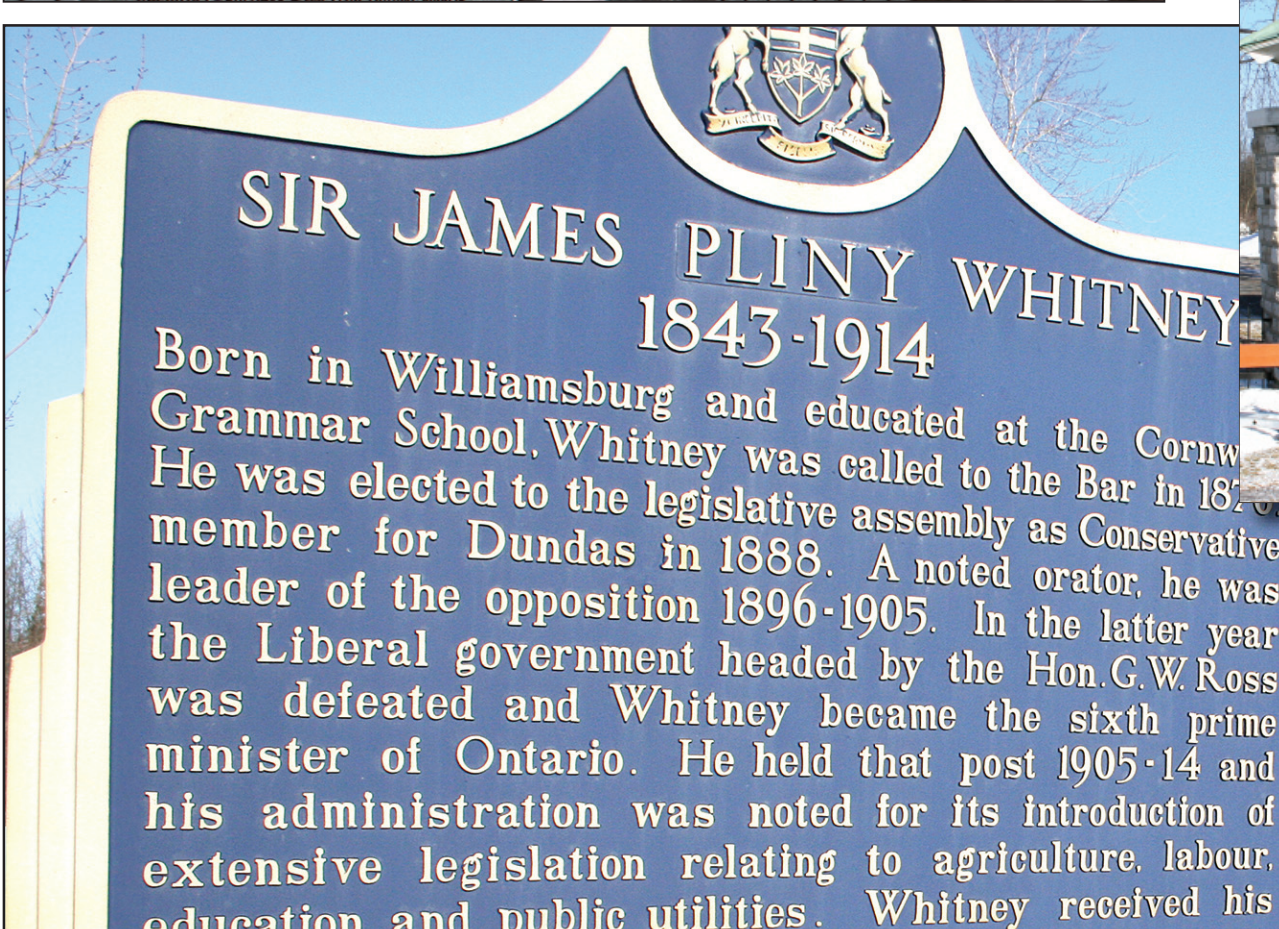 SIR JAMES PLINY WHITNEY
1843-1914
Born in Williamsburg and educated at the
Grammar School, Whitney was called to the Bar in
He was elected to the legislative assembly as Conservative
member for Dundas in 1888. A noted orator, he was
leader of the opposition 1896-1905. In the latter year
the Liberal government headed by the Hon. G.W. Ross
was defeated and Whitney became the sixth prime
minister of Ontario. He held that post 1905-14 and
his administration was noted for its introduction of
extensive legislation relating to agriculture, labour,
education and public utilities. Whitney received his